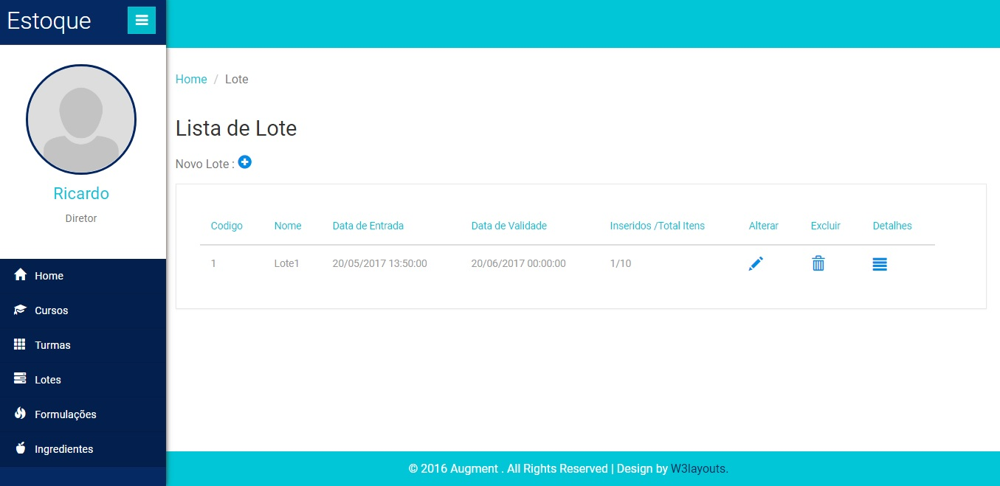 Estoque
Ricardo
Diretor
Home
Cursos
Turmas
Lotes
Formulações
Ingredientes
Home / Lote
Lista de Lote
Novo Lote :
Codigo Nome Data de Entrada Data de Validade Inseridos /Total Itens Alterar Excluir Detalhes
1 Lote1 20/05/2017 13:50:00 20/06/2017 00:00:00 1/10
© 2016 Augment . All Rights Reserved | Design by W3layouts.